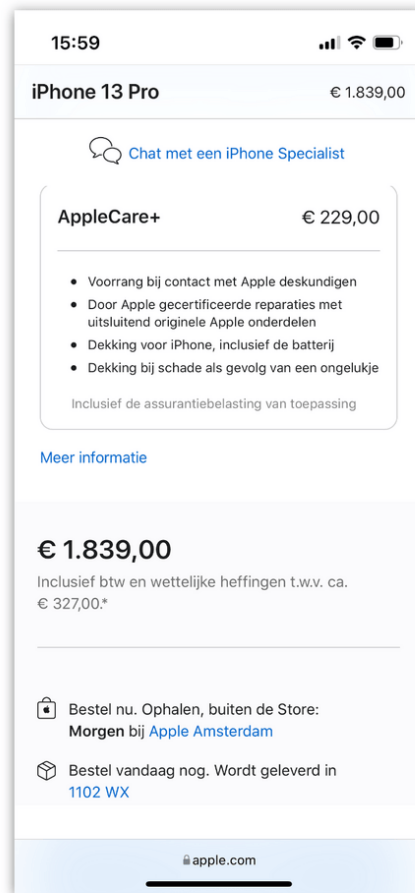 15:59
iPhone 13 Pro € 1.839,00
Chat met een iPhone Specialist
AppleCare+ € 229,00
• Voorrang bij contact met Apple deskundigen
• Door Apple gecertificeerde reparaties met
uitsluitend originele Apple onderdelen
• Dekking voor iPhone, inclusief de batterij
• Dekking bij schade als gevolg van een ongelukje
Inclusief de assurantiebelasting van toepassing
Meer informatie
€ 1.839,00
Inclusief btw en wettelijke heffingen t.w.v. ca.
€ 327,00.*
Bestel nu. Ophalen, buiten de Store:
Morgen bij Apple Amsterdam
Bestel vandaag nog. Wordt geleverd in
1102 WX
apple.com